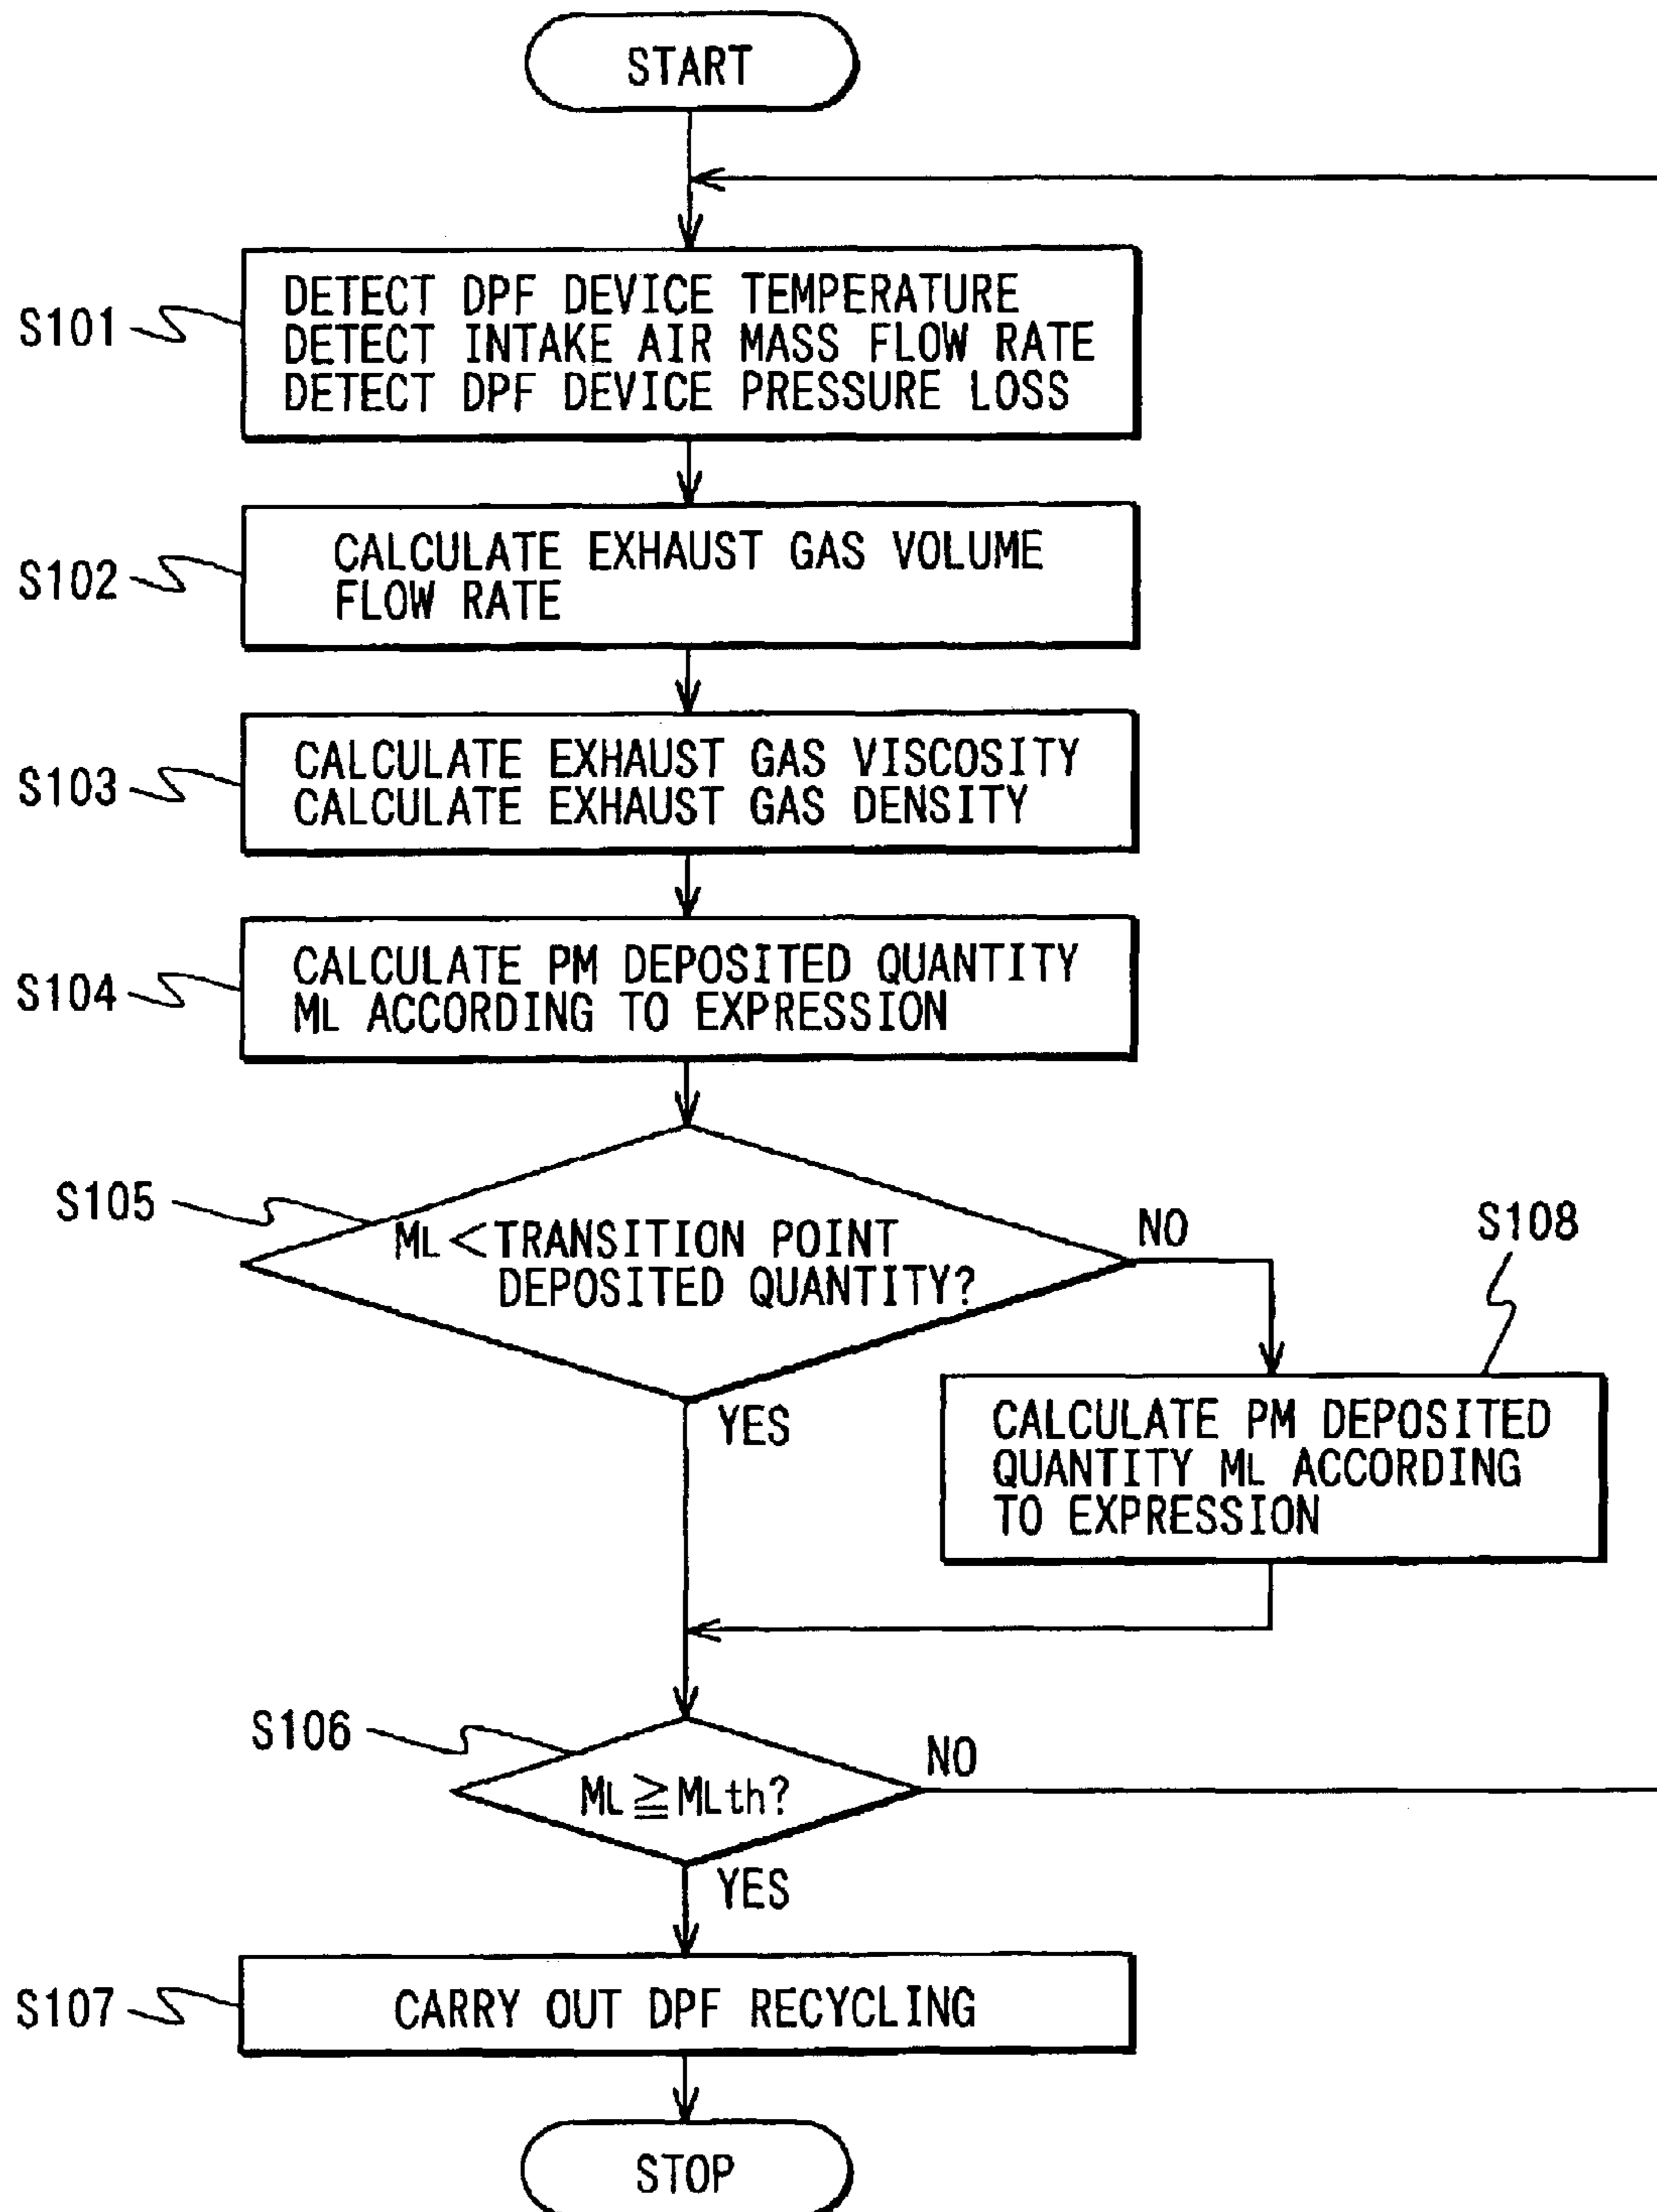 START
S101
DETECT DPF DEVICE TEMPERATURE
DETECT INTAKE AIR MASS FLOW RATE
DETECT DPF DEVICE PRESSURE LOSS
S102
CALCULATE EXHAUST GAS VOLUME
FLOW RATE
S103
CALCULATE EXHAUST GAS VISCOSITY
CALCULATE EXHAUST GAS DENSITY
S104
CALCULATE PM DEPOSITED QUANTITY
ML ACCORDING TO EXPRESSION
S105
ML<TRANSITION POINT
DEPOSITED QUANTITY?
NO
YES
S108
CALCULATE PM DEPOSITED
QUANTITY ML ACCORDING
TO EXPRESSION
S106
ML≧MLth?
NO
YES
S107
CARRY OUT DPF RECYCLING
STOP